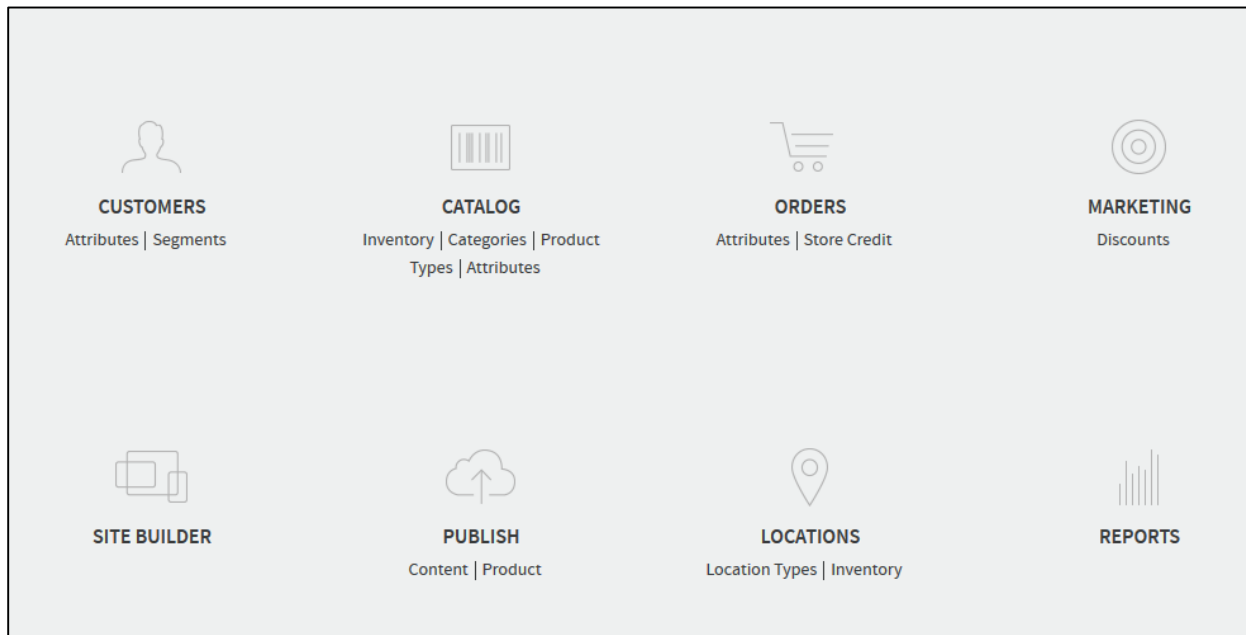 CUSTOMERS
Attributes | Segments
CATALOG
Inventory | Categories | Product
Types | Attributes
ORDERS
Attributes | Store Credit
MARKETING
Discounts
SITE BUILDER
PUBLISH
Content | Product
LOCATIONS
Location Types | Inventory
REPORTS